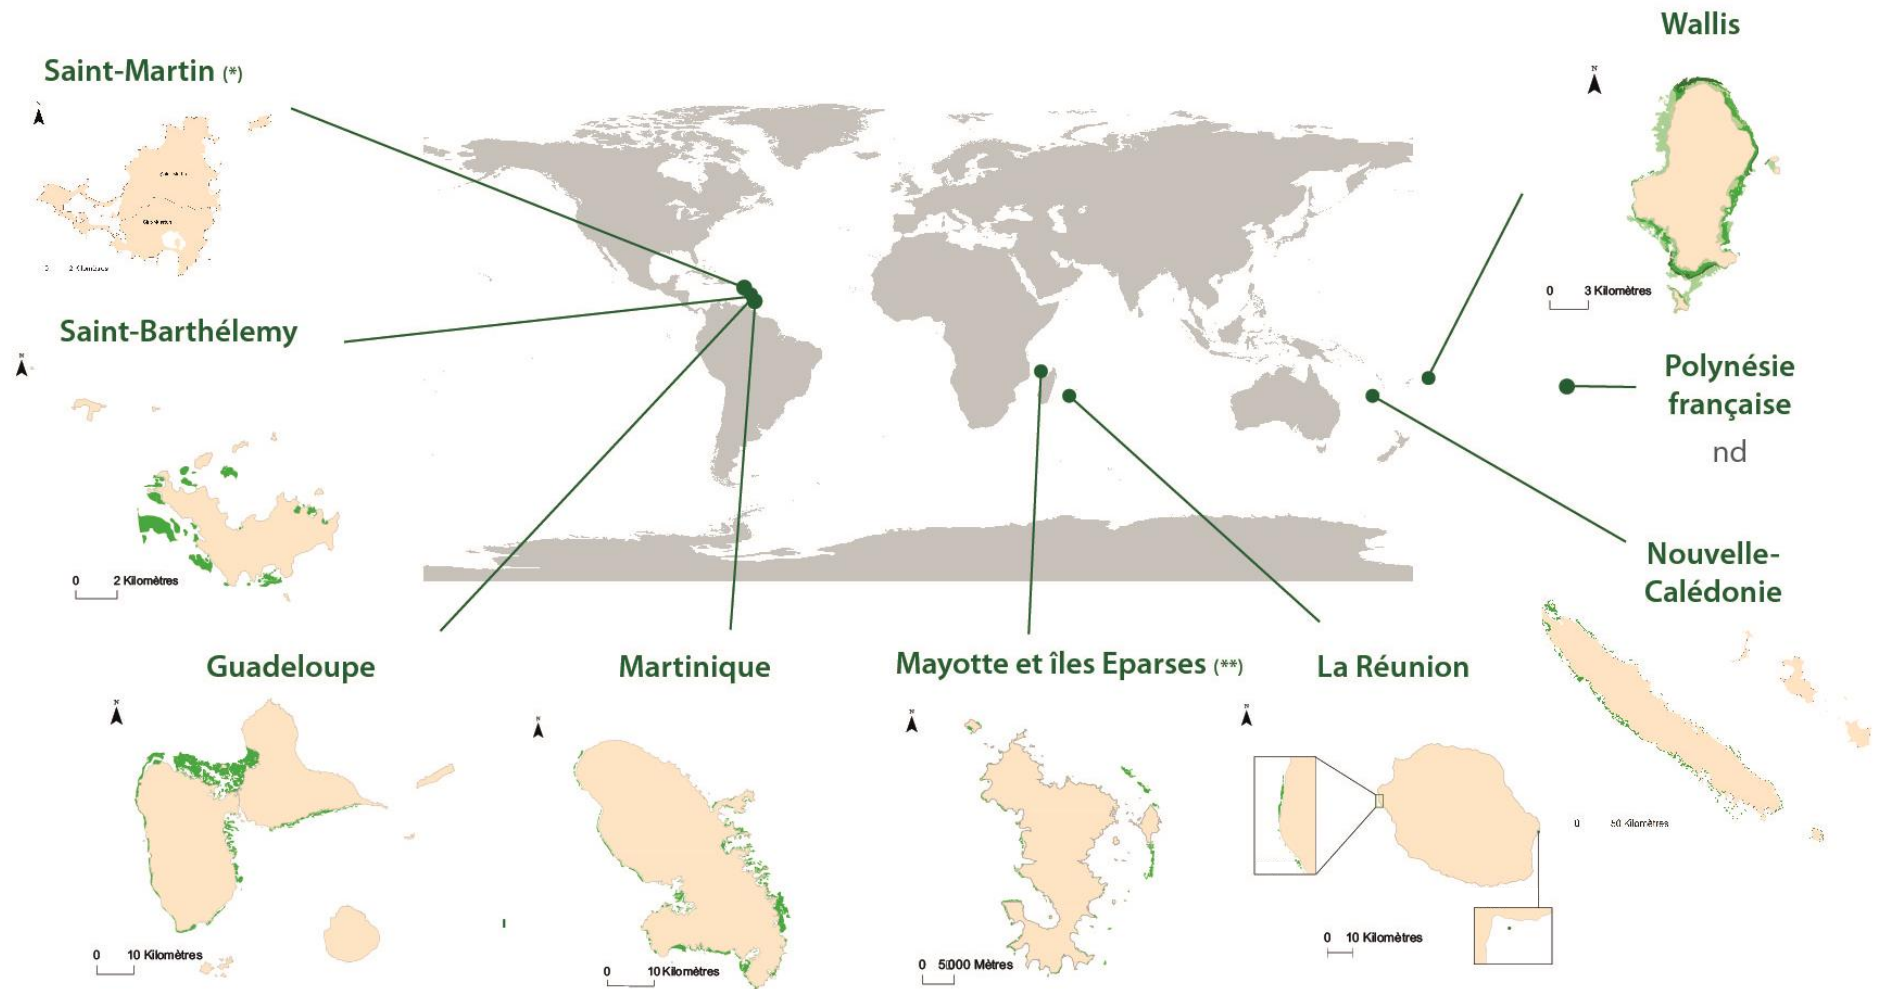 Wallis
Saint-Martin (*)
N
0 3 Kilomètres
Saint-Barthélemy
N
Polynésie
française
nd
0 2 Kilomètres
Nouvelle-
Calédonie
Guadeloupe
Martinique
Mayotte et îles Eparses (**)
La Réunion
N
N
N
N
0 50 Kilomètres
0 10 Kilomètres
0 10 Kilomètres
0 5000 Mètres
0 10 Kilomètres